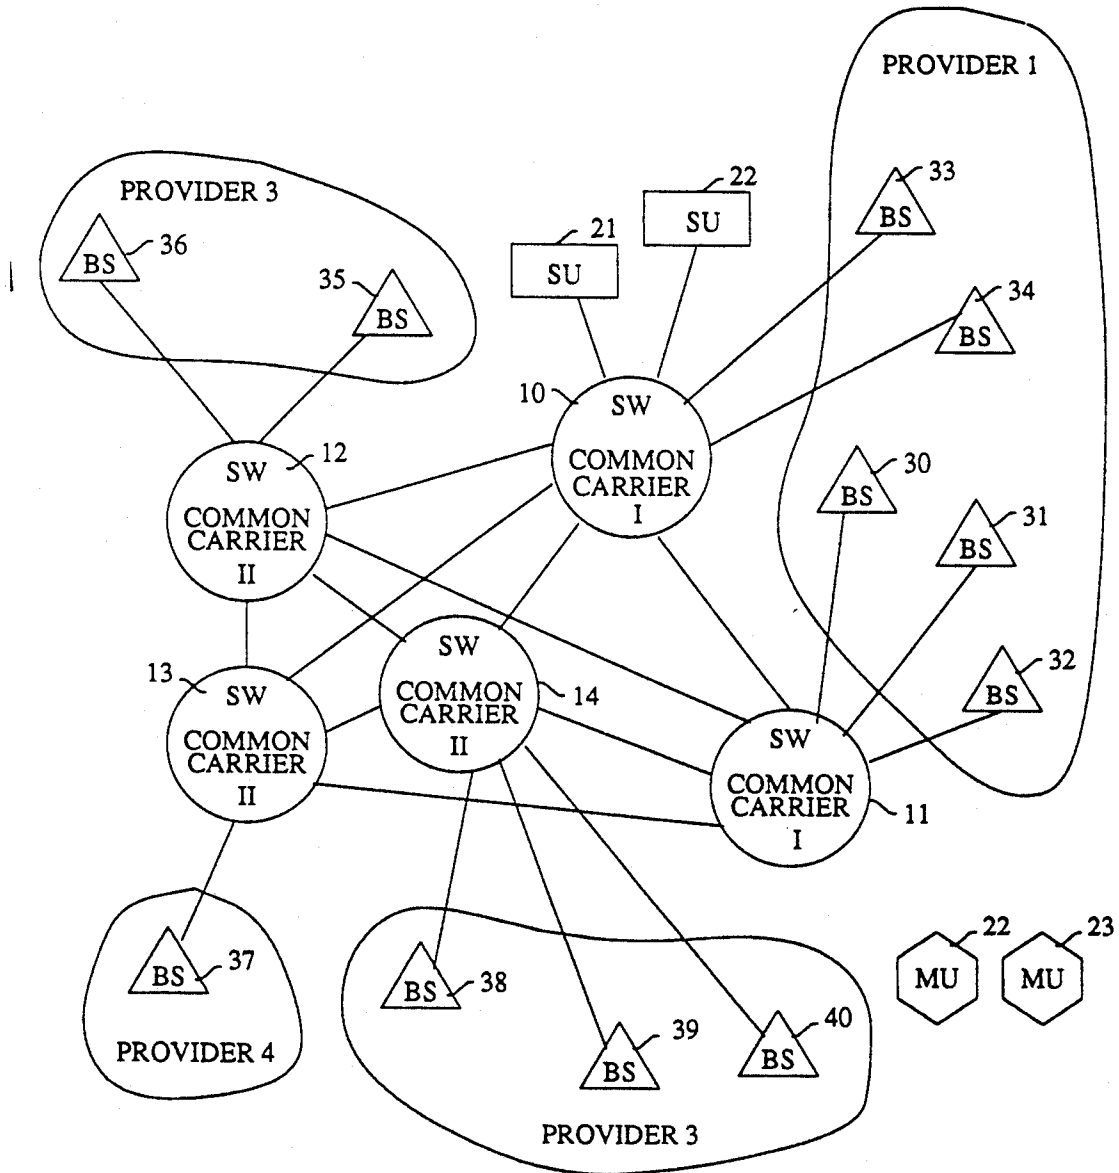 PROVIDER 1
PROVIDER 3
22
SU
21
SU
33
BS
36
BS
35
BS
34
BS
10
SW
COMMON
CARRIER
I
12
SW
COMMON
CARRIER
II
30
BS
31
BS
13
SW
COMMON
CARRIER
II
14
SW
COMMON
CARRIER
II
32
BS
11
SW
COMMON
CARRIER
I
37
BS
PROVIDER 4
38
BS
39
BS
40
BS
PROVIDER 3
22
MU
23
MU